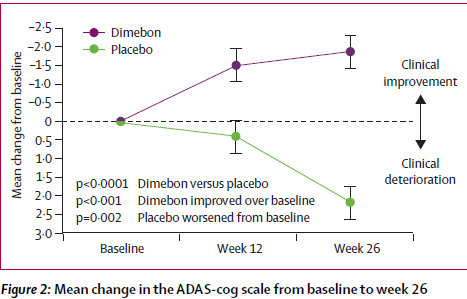 -2·5
-2·0
-1·5
-1·0
-0·5
0
0·5
1·0
1·5
2·0
2·5
3·0
Mean change from baseline
Dimebon
Placebo
Clinical
improvement
Clinical
deterioration
p<0·0001 Dimebon versus placebo
p<0·001 Dimebon improved over baseline
p=0·002 Placebo worsened from baseline
Baseline Week 12 Week 26
Figure 2: Mean change in the ADAS-cog scale from baseline to week 26